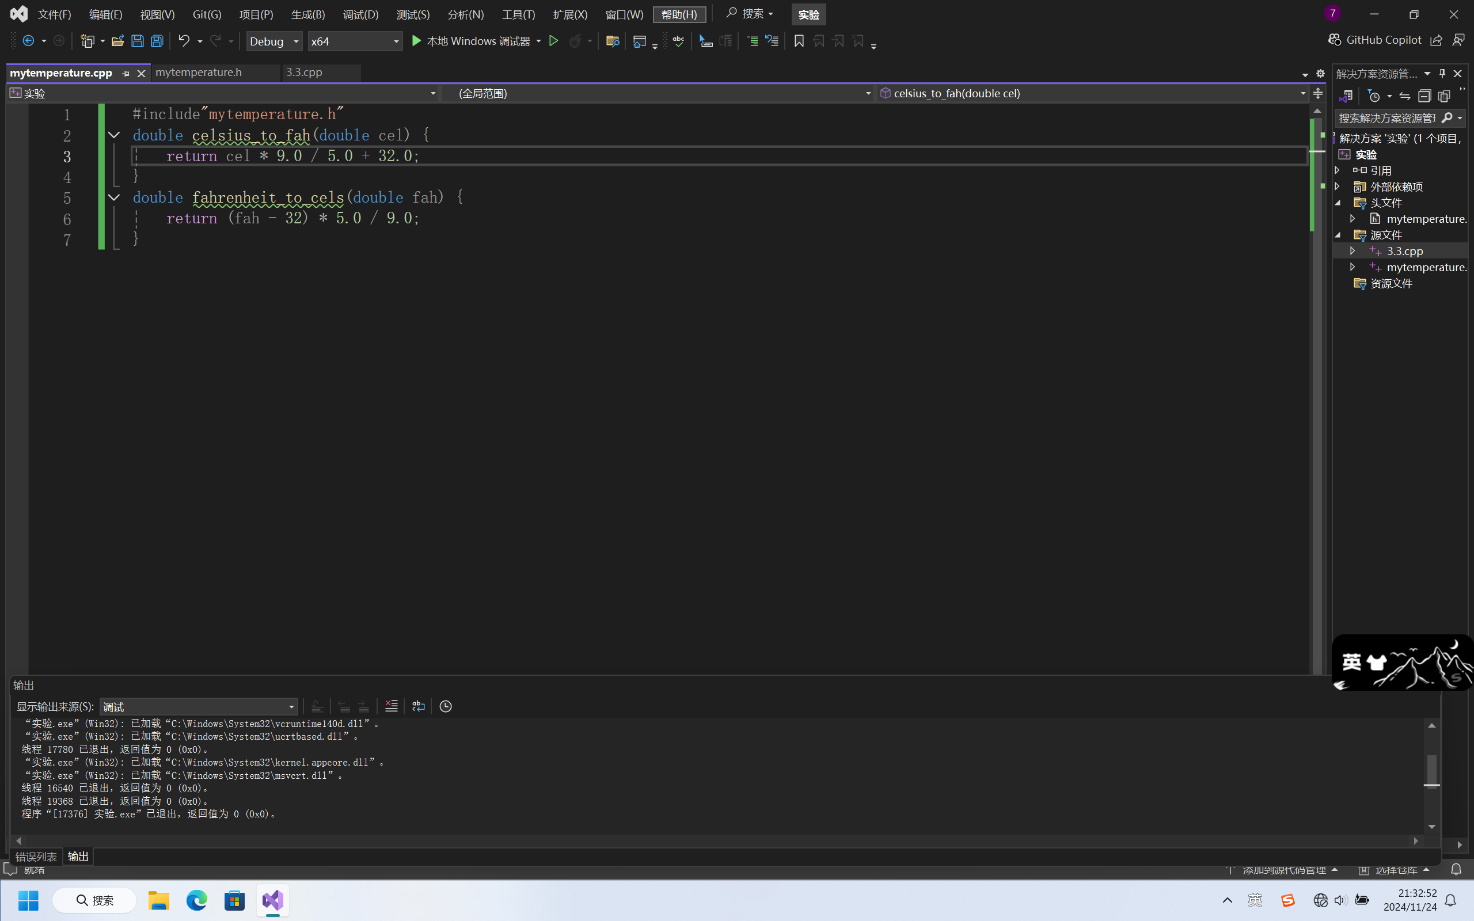 文件(F) 编辑(E) 视图(V) Git(G) 项目(P) 生成(B) 调试(D) 测试(S) 分析(N) 工具(T) 扩展(X) 窗口(W) 帮助(H) 搜索 实验
7
Debug x64 本地 Windows 调试器 GitHub Copilot
mytemperature.cpp mytemperature.h 3.3.cpp
实验 (全局范围) celsius_to_fah(double cel)
1 #include"mytemperature.h"
2 double celsius_to_fah(double cel) {
3 return cel * 9.0 / 5.0 + 32.0;
4 }
5 double fahrenheit_to_cels(double fah) {
6 return (fah - 32) * 5.0 / 9.0;
7 }
解决方案资源管...
搜索解决方案资源管
解决方案 '实验' (1 个项目,
实验
引用
外部依赖项
头文件
mytemperature.
源文件
3.3.cpp
mytemperature.
资源文件
英
输出
显示输出来源(S): 调试
“实验.exe”(Win32): 已加载“C:\Windows\System32\vcruntime140d.dll”。
“实验.exe”(Win32): 已加载“C:\Windows\System32\ucrtbased.dll”。
线程 17780 已退出，返回值为 0 (0x0)。
“实验.exe”(Win32): 已加载“C:\Windows\System32\kernel.appcore.dll”。
“实验.exe”(Win32): 已加载“C:\Windows\System32\msvcrt.dll”。
线程 16540 已退出，返回值为 0 (0x0)。
线程 19368 已退出，返回值为 0 (0x0)。
程序“[17376] 实验.exe”已退出，返回值为 0 (0x0)。
错误列表 输出
就绪 添加到源代码管理 选择仓库
搜索
英
21:32:52
2024/11/24